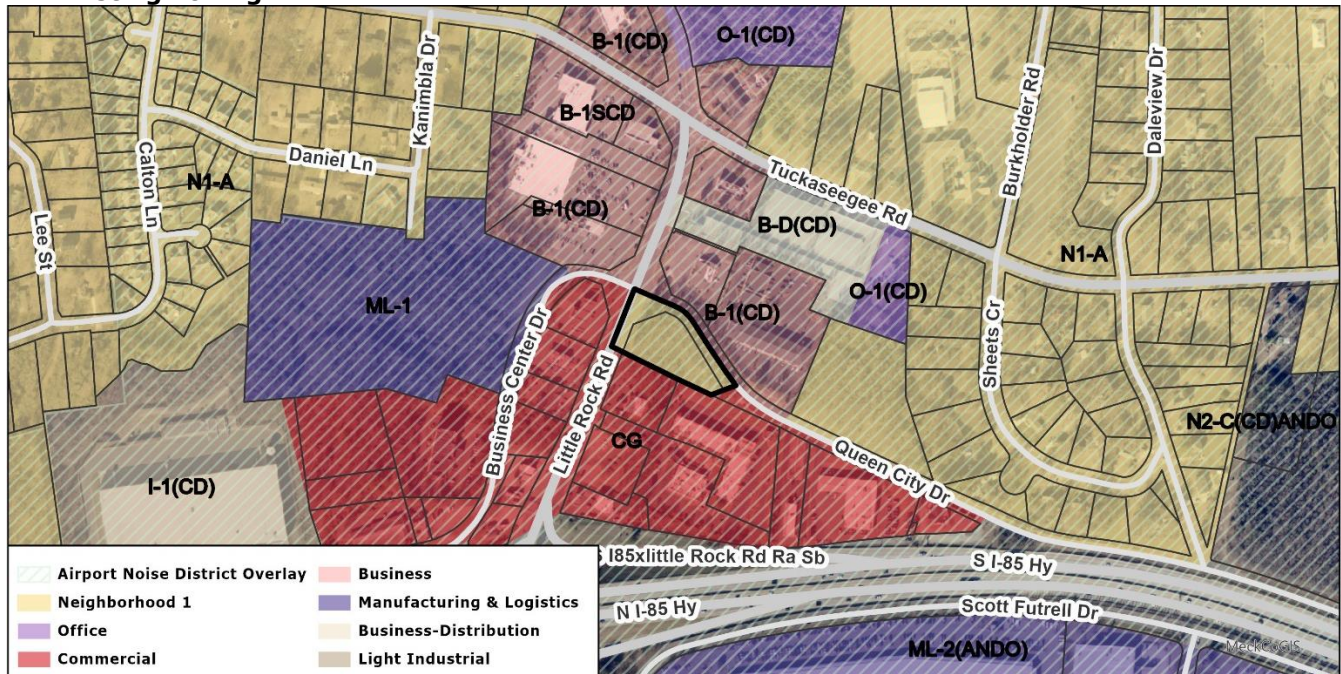 B-1(CD)
O-1(CD)
Kanimbla Dr
Burkholder Rd
Daleview Dr
B-1SCD
Calton Ln
Daniel Ln
Tuckaseegee Rd
N1-A
Lee St
B-1(CD)
B-D(CD)
N1-A
O-1(CD)
ML-1
B-1(CD)
Sheets Cr
Business Center Dr
Little Rock Rd
N2-C(CD)ANDO
CG
Queen City Dr
I-1(CD)
I85xlittle Rock Rd Ra Sb
S I-85 Hy
N I-85 Hy
Scott Futrell Dr
ML-2(ANDO)
MeckCoGIS
Airport Noise District Overlay
Business
Neighborhood 1
Manufacturing & Logistics
Office
Business-Distribution
Commercial
Light Industrial